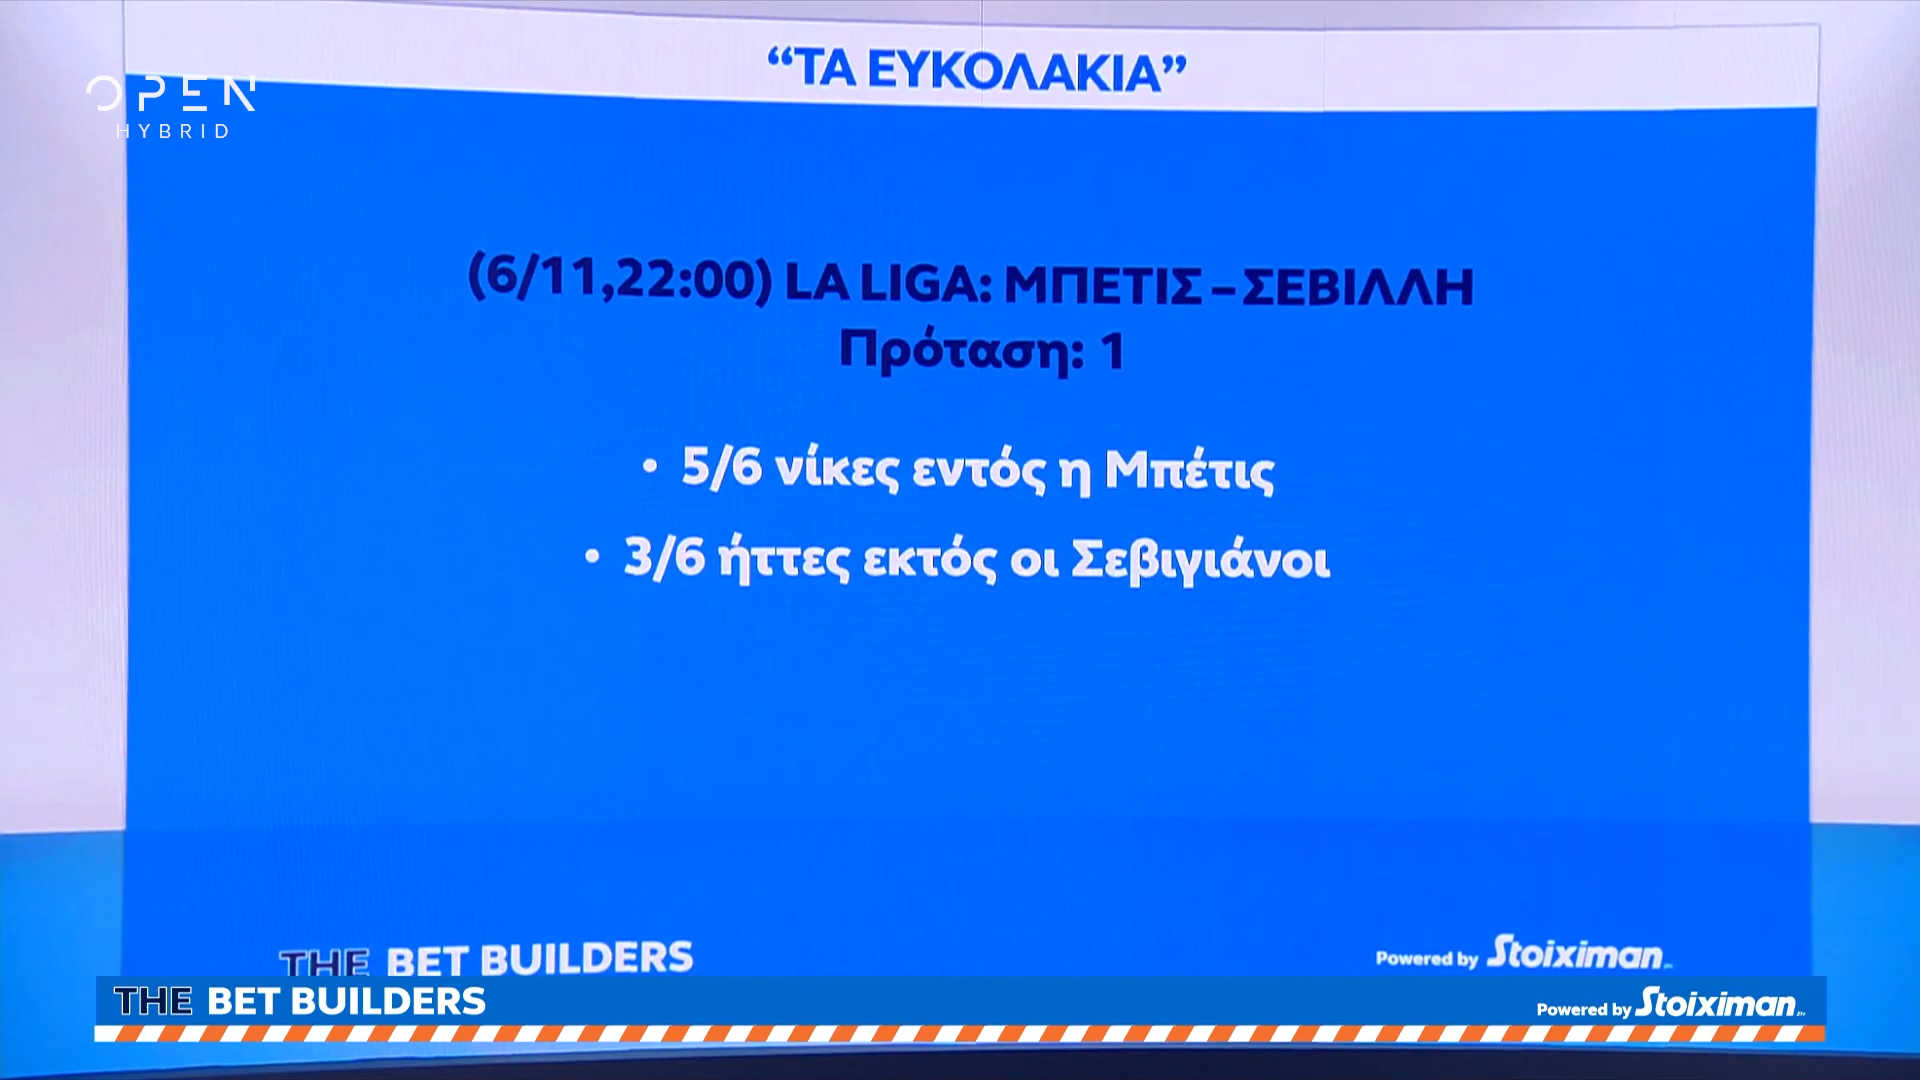 “ΤΑ ΕΥΚΟΛΑΚΙΑ”
OPEN
HYBRID
(6/11,22:00) LA LIGA: ΜΠΕΤΙΣ – ΣΕΒΙΛΛΗ
Πρόταση: 1
• 5/6 νίκες εντός η Μπέτις
• 3/6 ήττες εκτός οι Σεβιγιάνοι
THE BET BUILDERS
Powered by Stoiximan
THE BET BUILDERS
Powered by Stoiximan